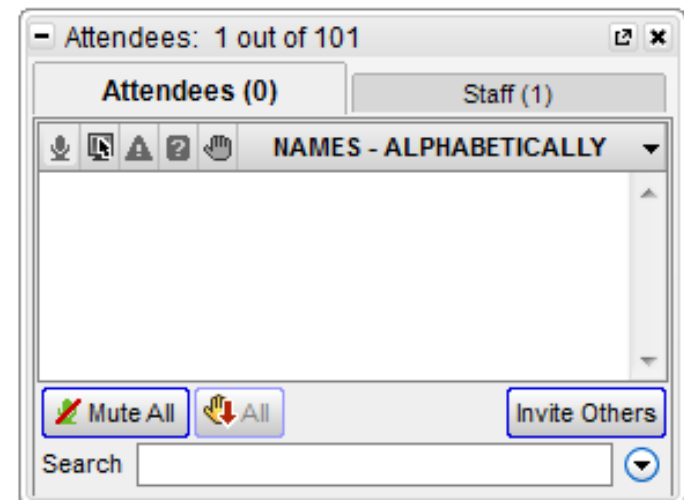 Attendees: 1 out of 101
Attendees (0) Staff (1)
NAMES - ALPHABETICALLY
Mute All All Invite Others
Search